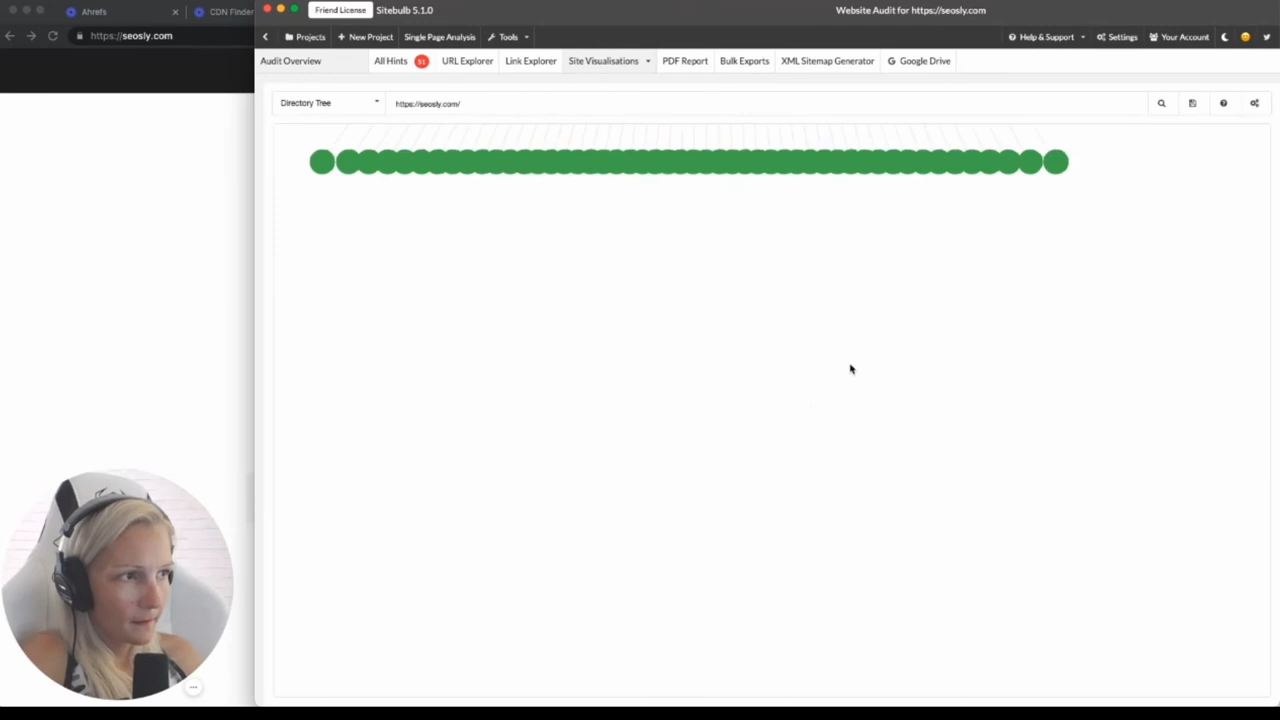 Ahrefs
CDN Finder
https://seosly.com
Friend License
Sitebulb 5.1.0
Website Audit for https://seosly.com
Projects
New Project
Single Page Analysis
Tools
Help & Support
Settings
Your Account
Audit Overview
All Hints 51
URL Explorer
Link Explorer
Site Visualisations
PDF Report
Bulk Exports
XML Sitemap Generator
Google Drive
Directory Tree
https://seosly.com/